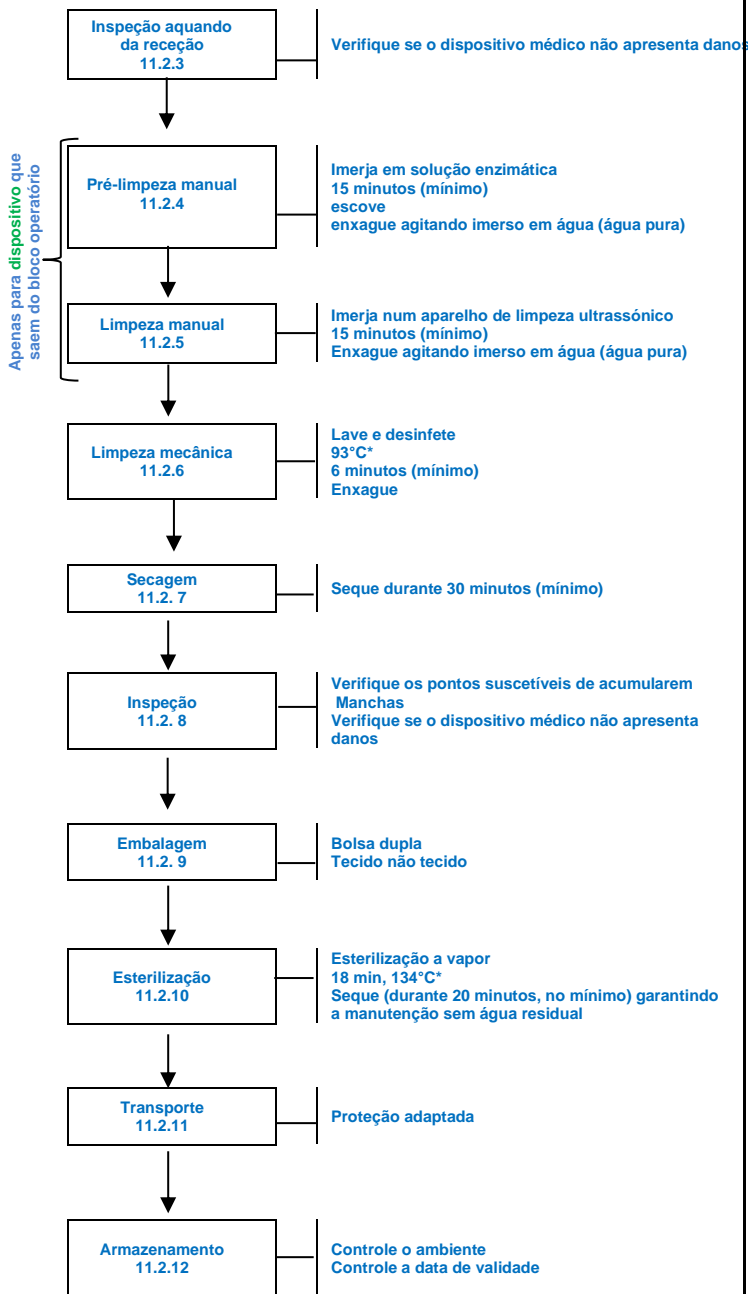 Inspeção aquando
da receção
11.2.3
Verifique se o dispositivo médico não apresenta danos
Apenas para dispositivo que
saem do bloco operatório
Pré-limpeza manual
11.2.4
Imerja em solução enzimática
15 minutos (mínimo)
escove
enxague agitando imerso em água (água pura)
Limpeza manual
11.2.5
Imerja num aparelho de limpeza ultrassónico
15 minutos (mínimo)
Enxague agitando imerso em água (água pura)
Limpeza mecânica
11.2.6
Lave e desinfete
93°C*
6 minutos (mínimo)
Enxague
Secagem
11.2. 7
Seque durante 30 minutos (mínimo)
Inspeção
11.2. 8
Verifique os pontos suscetíveis de acumularem
Manchas
Verifique se o dispositivo médico não apresenta
danos
Embalagem
11.2. 9
Bolsa dupla
Tecido não tecido
Esterilização
11.2.10
Esterilização a vapor
18 min, 134°C*
Seque (durante 20 minutos, no mínimo) garantindo
a manutenção sem água residual
Transporte
11.2.11
Proteção adaptada
Armazenamento
11.2.12
Controle o ambiente
Controle a data de validade